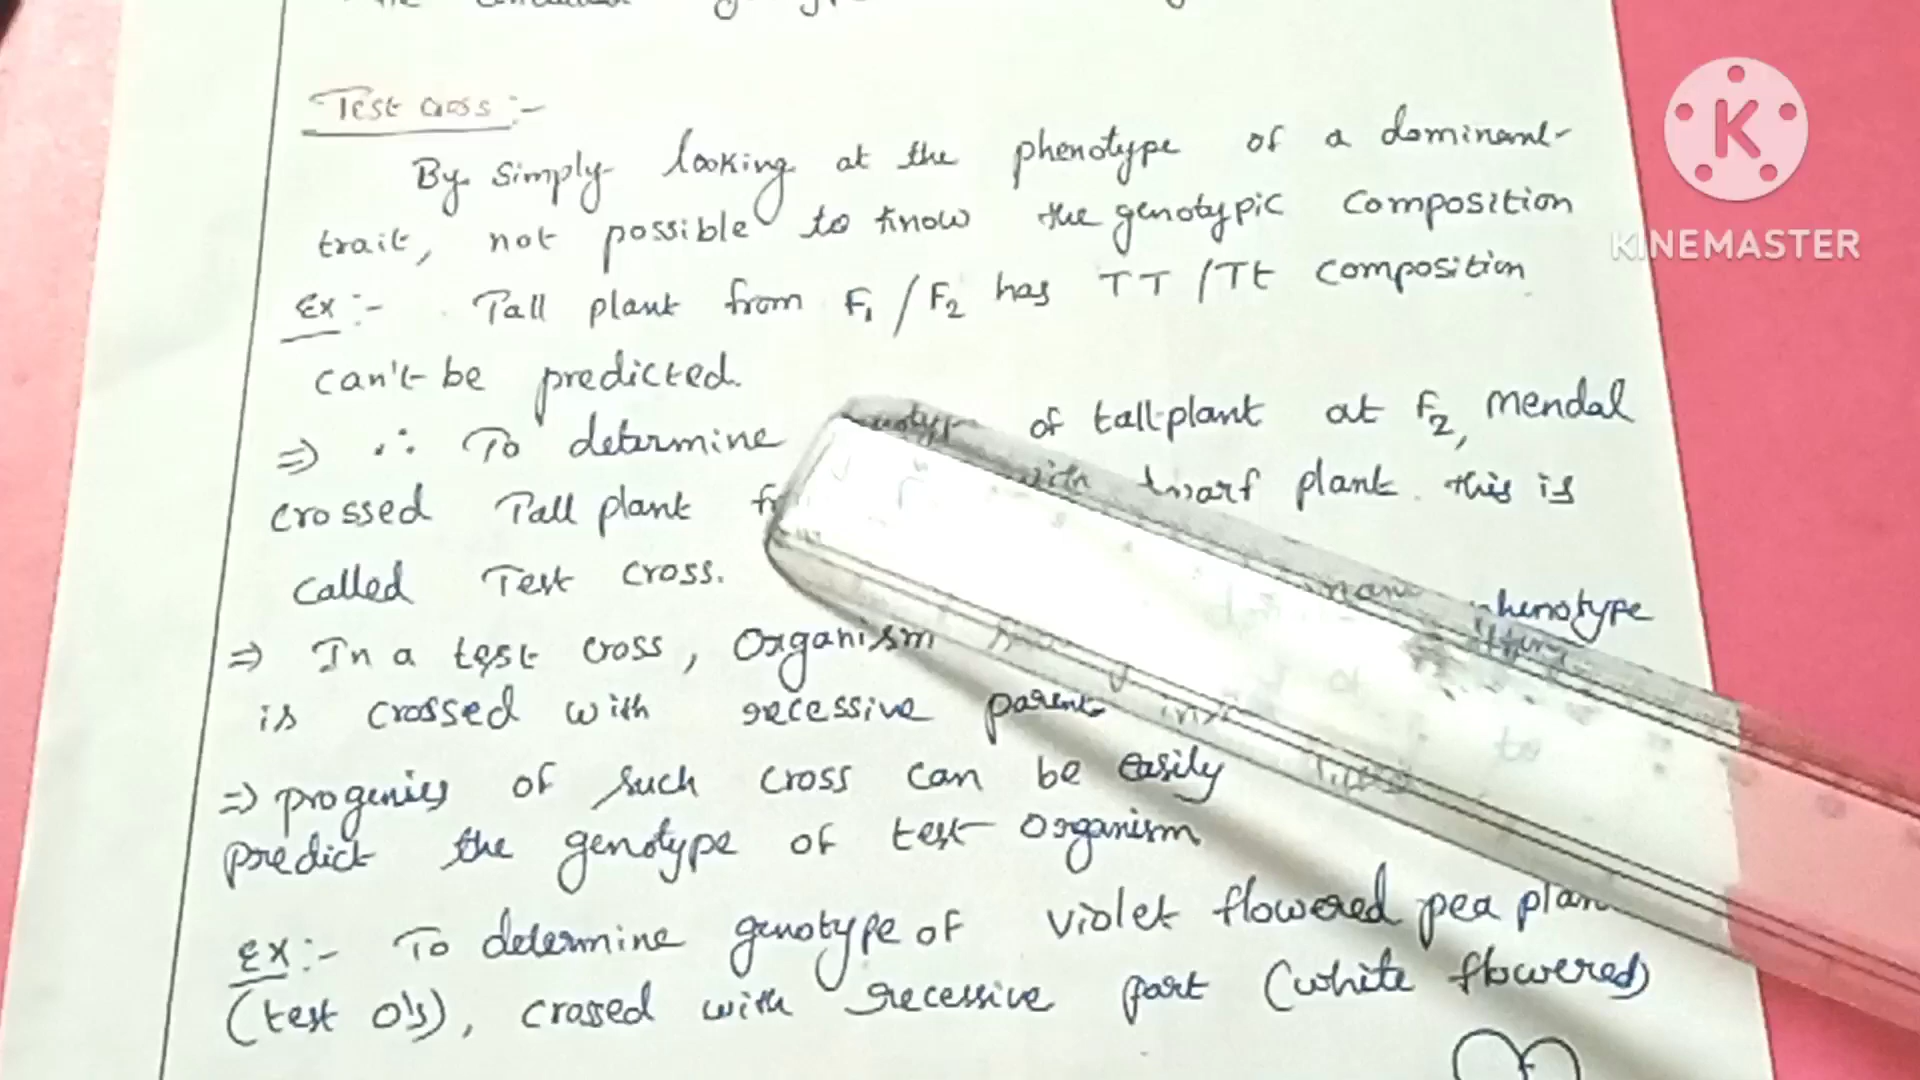 Test cross :-
By simply looking at the phenotype of a dominant
trait, not possible to know the genotypic composition
Ex :- Tall plant from F1 / F2 has TT / Tt composition
can't be predicted.
⇒ ∴ To determine of tall plant at F2, mendal
crossed Tall plant with dwarf plant. this is
called Test cross.
⇒ In a test cross, Organism phenotype
is crossed with recessive parent
⇒ progenies of such cross can be easily
predict the genotype of test organism
Ex :- To determine genotype of violet flowered pea plant
(test o's), crossed with recessive part (white flowered)
K
KINEMASTER